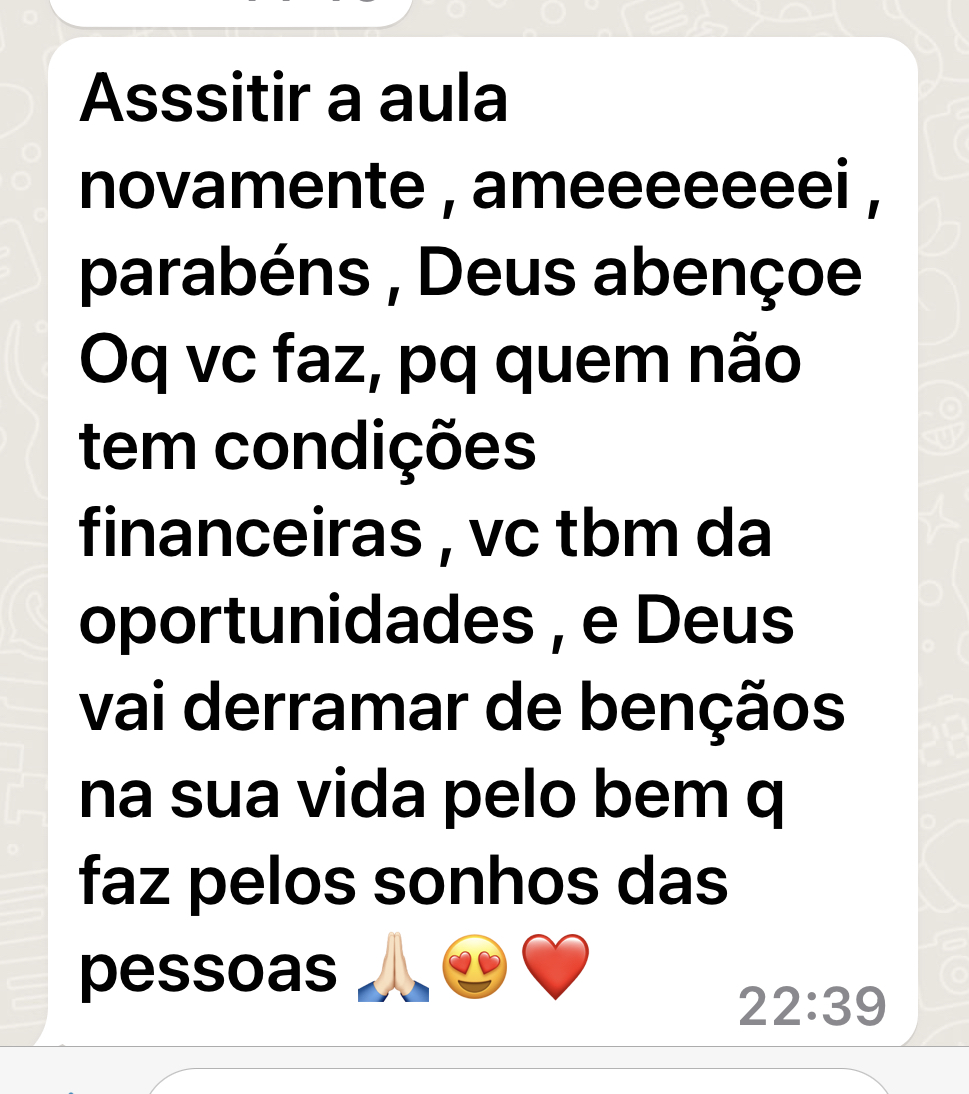 Asssitir a aula
novamente , ameeeeeeei ,
parabéns , Deus abençoe
Oq vc faz, pq quem não
tem condições
financeiras , vc tbm da
oportunidades , e Deus
vai derramar de bençãos
na sua vida pelo bem q
faz pelos sonhos das
pessoas 🙏🏻😍❤️
22:39